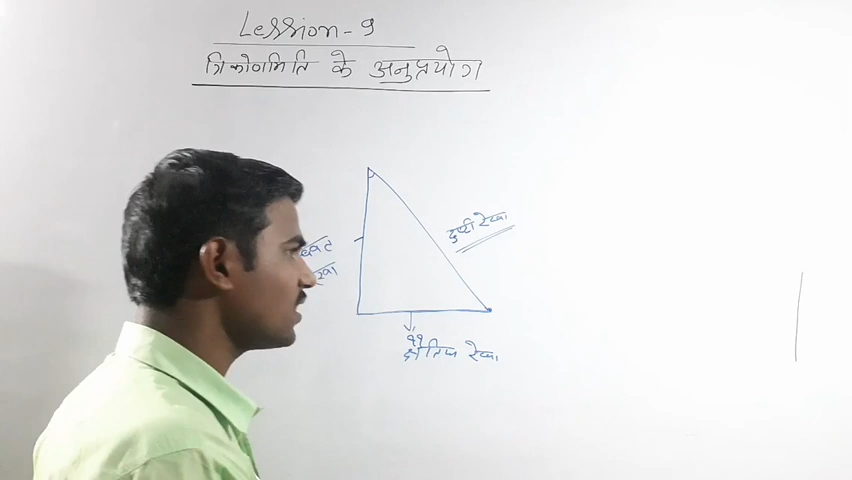 Lession - 9
त्रिकोणमिति के अनुप्रयोग
दृष्टी रेखा
क्षैतिज रेखा